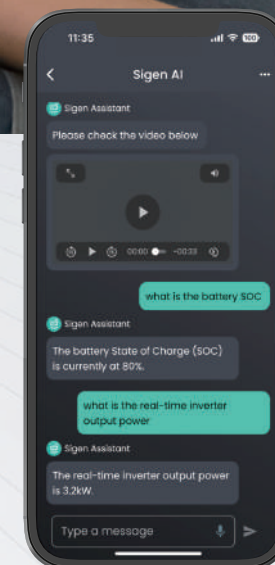 11:35
100
Sigen AI
Sigen Assistant
Please check the video below
00:00
-00:33
what is the battery SOC
Sigen Assistant
The battery State of Charge (SOC)
is currently at 80%.
what is the real-time inverter
output power
Sigen Assistant
The real-time inverter output power
is 3.2kW.
Type a message